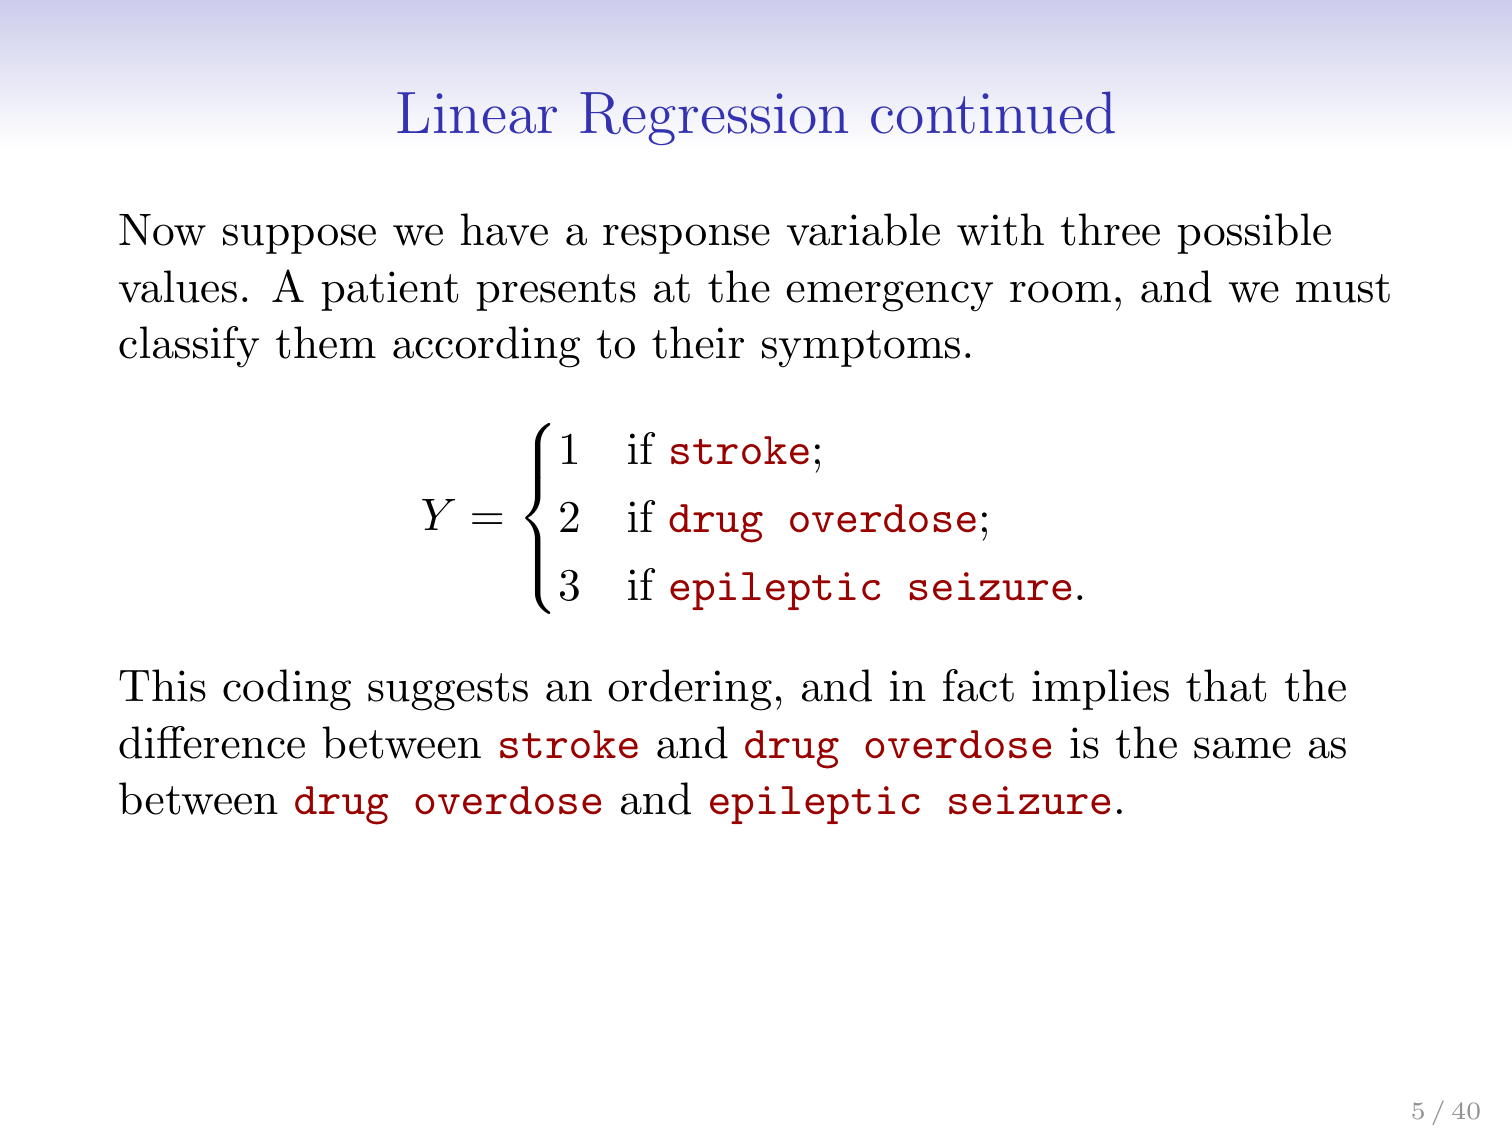 Linear Regression continued
Now suppose we have a response variable with three possible
values. A patient presents at the emergency room, and we must
classify them according to their symptoms.
1 if stroke;
Y = { 2 if drug overdose;
3 if epileptic seizure.
This coding suggests an ordering, and in fact implies that the
difference between stroke and drug overdose is the same as
between drug overdose and epileptic seizure.
5 / 40